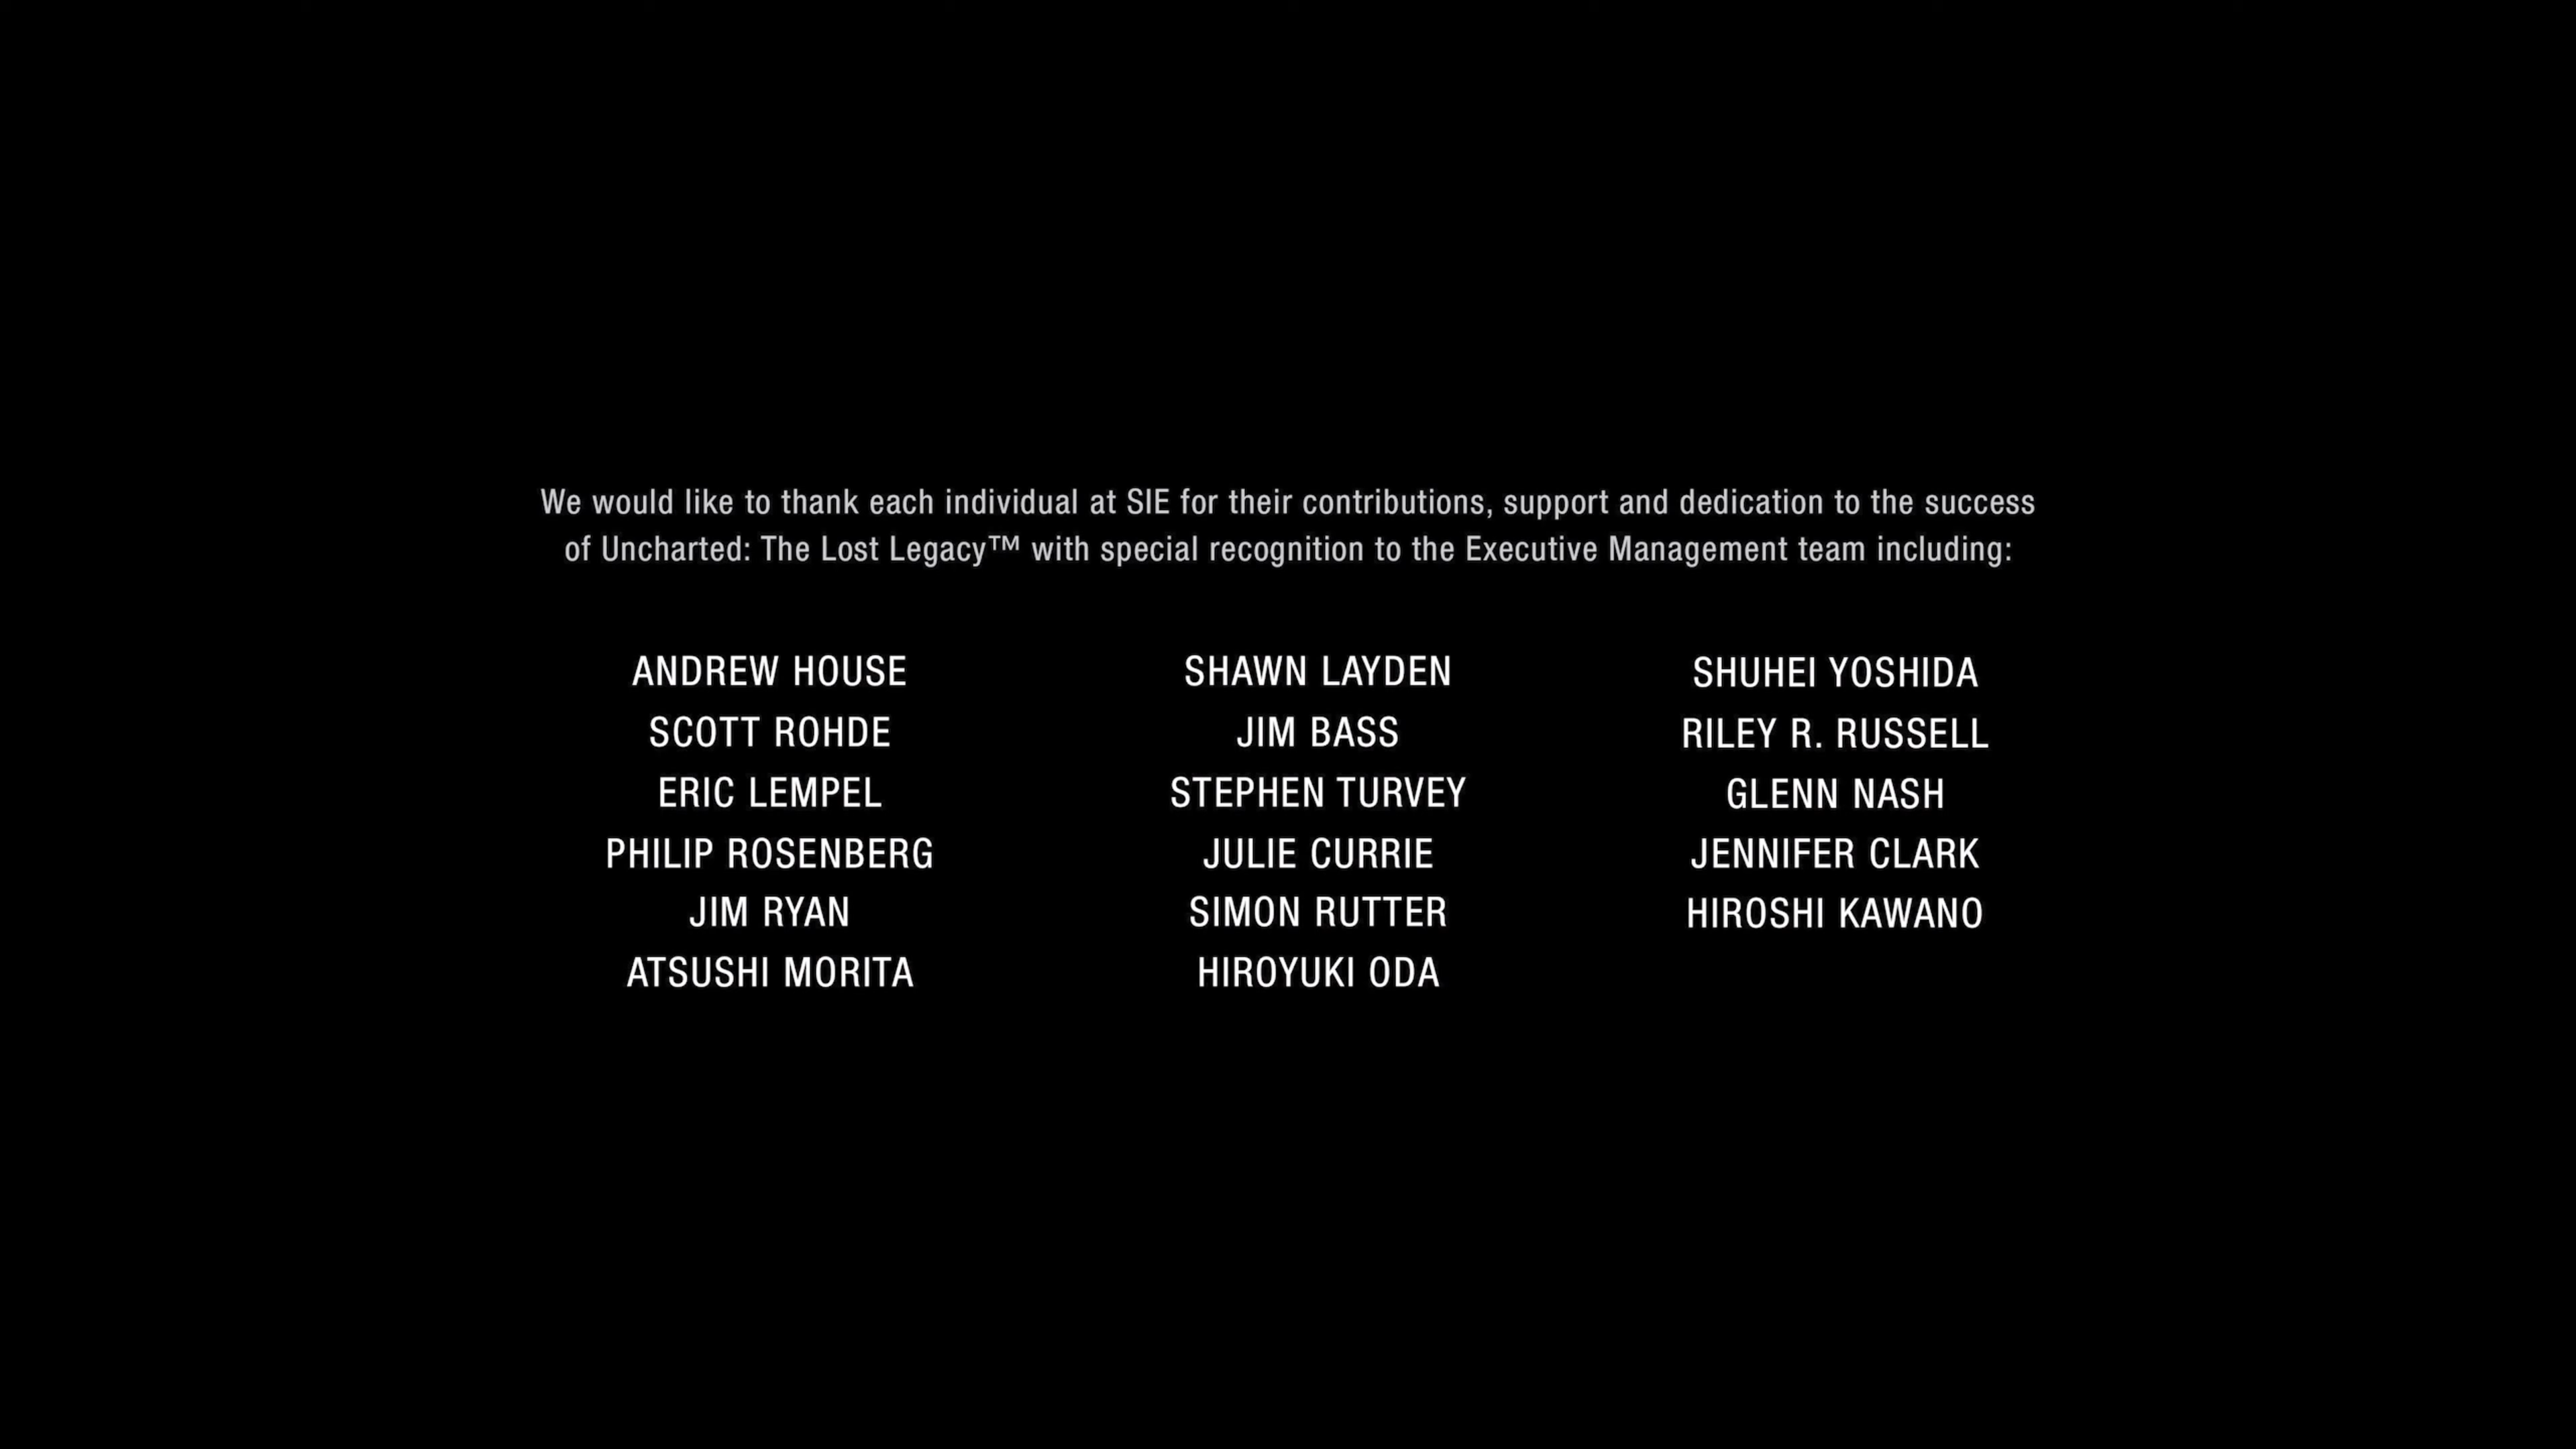 We would like to thank each individual at SIE for their contributions, support and dedication to the success
of Uncharted: The Lost Legacy™ with special recognition to the Executive Management team including:
ANDREW HOUSE SHAWN LAYDEN SHUHEI YOSHIDA
SCOTT ROHDE JIM BASS RILEY R. RUSSELL
ERIC LEMPEL STEPHEN TURVEY GLENN NASH
PHILIP ROSENBERG JULIE CURRIE JENNIFER CLARK
JIM RYAN SIMON RUTTER HIROSHI KAWANO
ATSUSHI MORITA HIROYUKI ODA